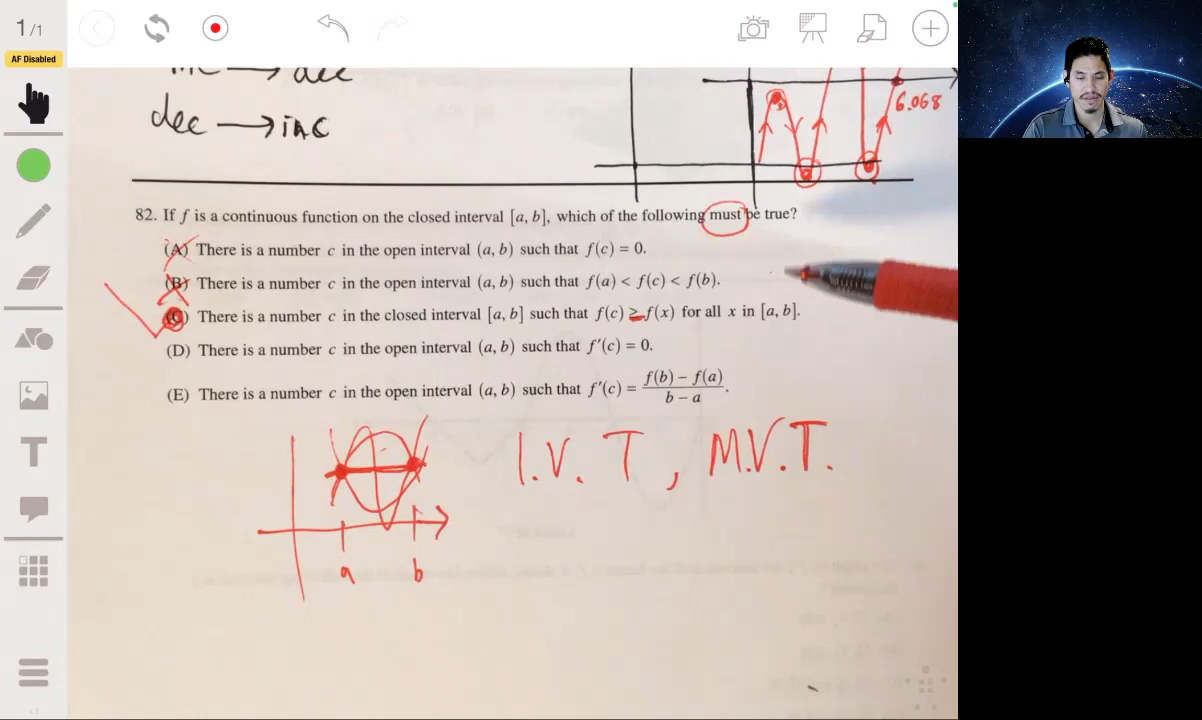 1/1
AF Disabled
dec → inc
6.068
82. If f is a continuous function on the closed interval [a, b], which of the following must be true?
(A) There is a number c in the open interval (a, b) such that f(c) = 0.
(B) There is a number c in the open interval (a, b) such that f(a) < f(c) < f(b).
(C) There is a number c in the closed interval [a, b] such that f(c) ≥ f(x) for all x in [a, b].
(D) There is a number c in the open interval (a, b) such that f′(c) = 0.
(E) There is a number c in the open interval (a, b) such that f′(c) = f(b) − f(a) / b − a.
I.V.T, M.V.T.
a b
T